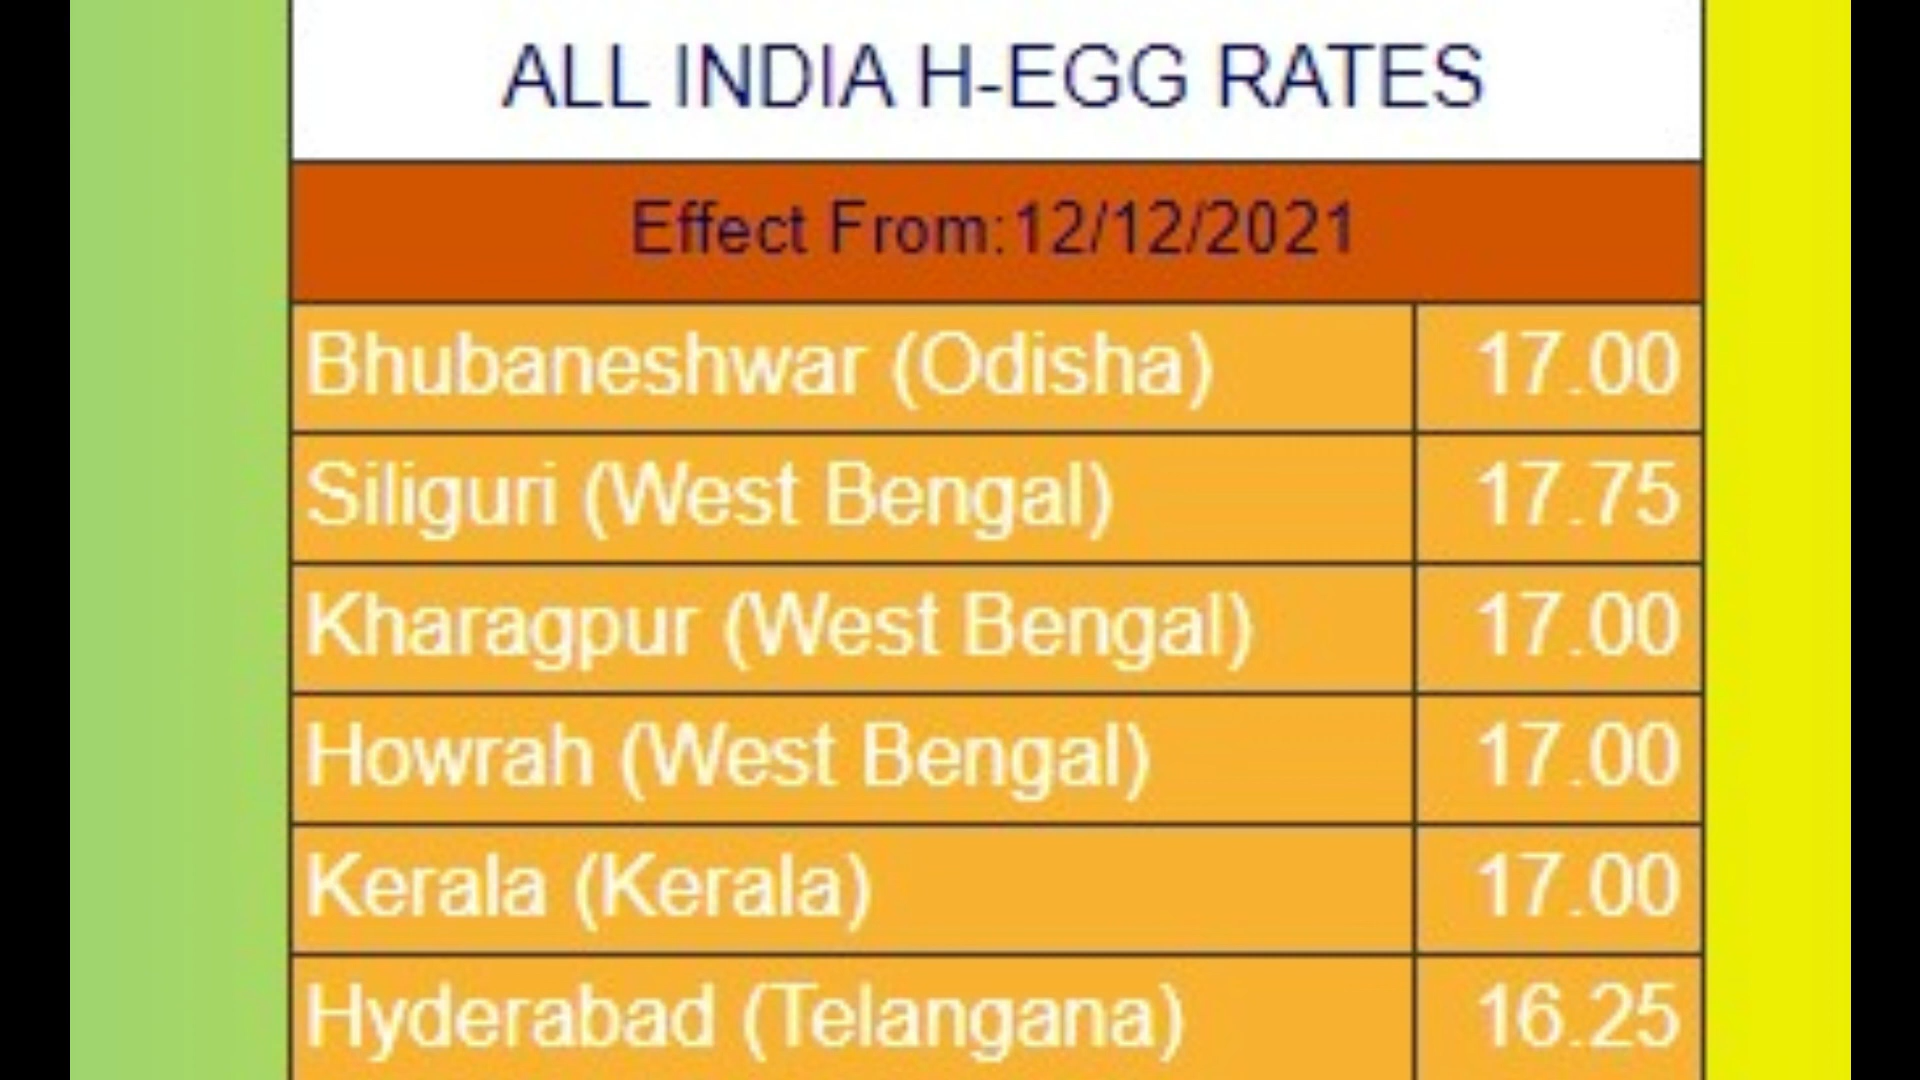 ALL INDIA H-EGG RATES
Effect From:12/12/2021
Bhubaneshwar (Odisha) 17.00
Siliguri (West Bengal) 17.75
Kharagpur (West Bengal) 17.00
Howrah (West Bengal) 17.00
Kerala (Kerala) 17.00
Hyderabad (Telangana) 16.25